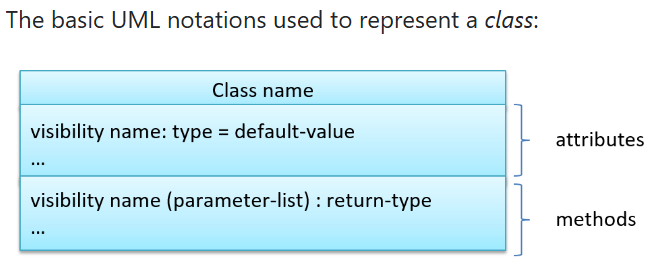 The basic UML notations used to represent a class:
Class name
visibility name: type = default-value
...
attributes
visibility name (parameter-list) : return-type
...
methods